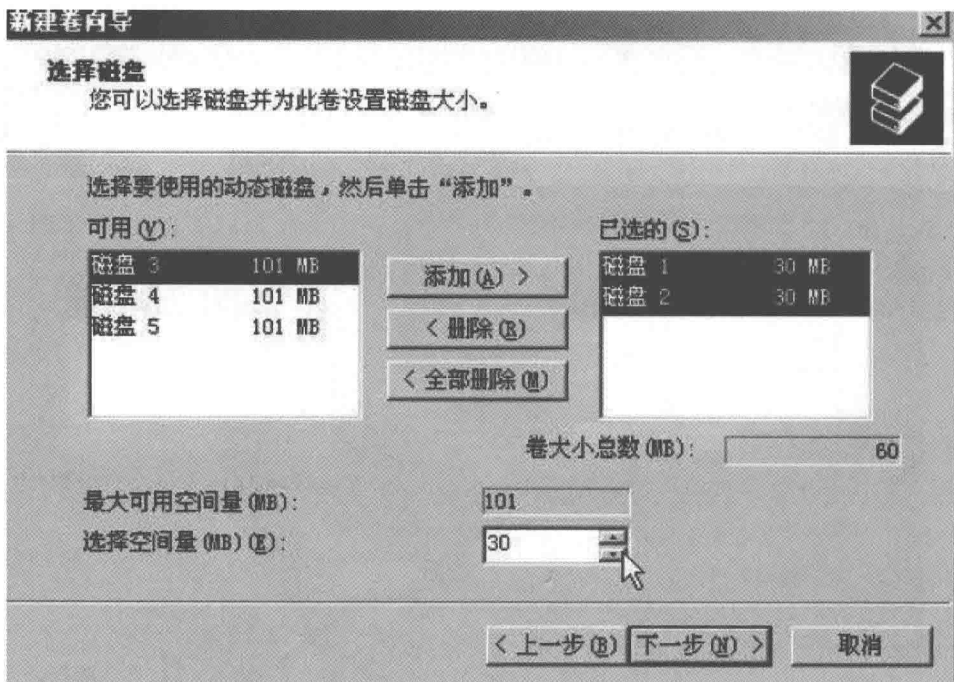 新建卷向导
选择磁盘
您可以选择磁盘并为此卷设置磁盘大小。
选择要使用的动态磁盘，然后单击“添加”。
可用(V):
已选的(S):
磁盘 3 101 MB
磁盘 4 101 MB
磁盘 5 101 MB
添加(A) >
< 删除(R)
< 全部删除(M)
磁盘 1 30 MB
磁盘 2 30 MB
卷大小总数(MB): 60
最大可用空间量(MB): 101
选择空间量(MB)(E): 30
< 上一步(B) 下一步(N) > 取消